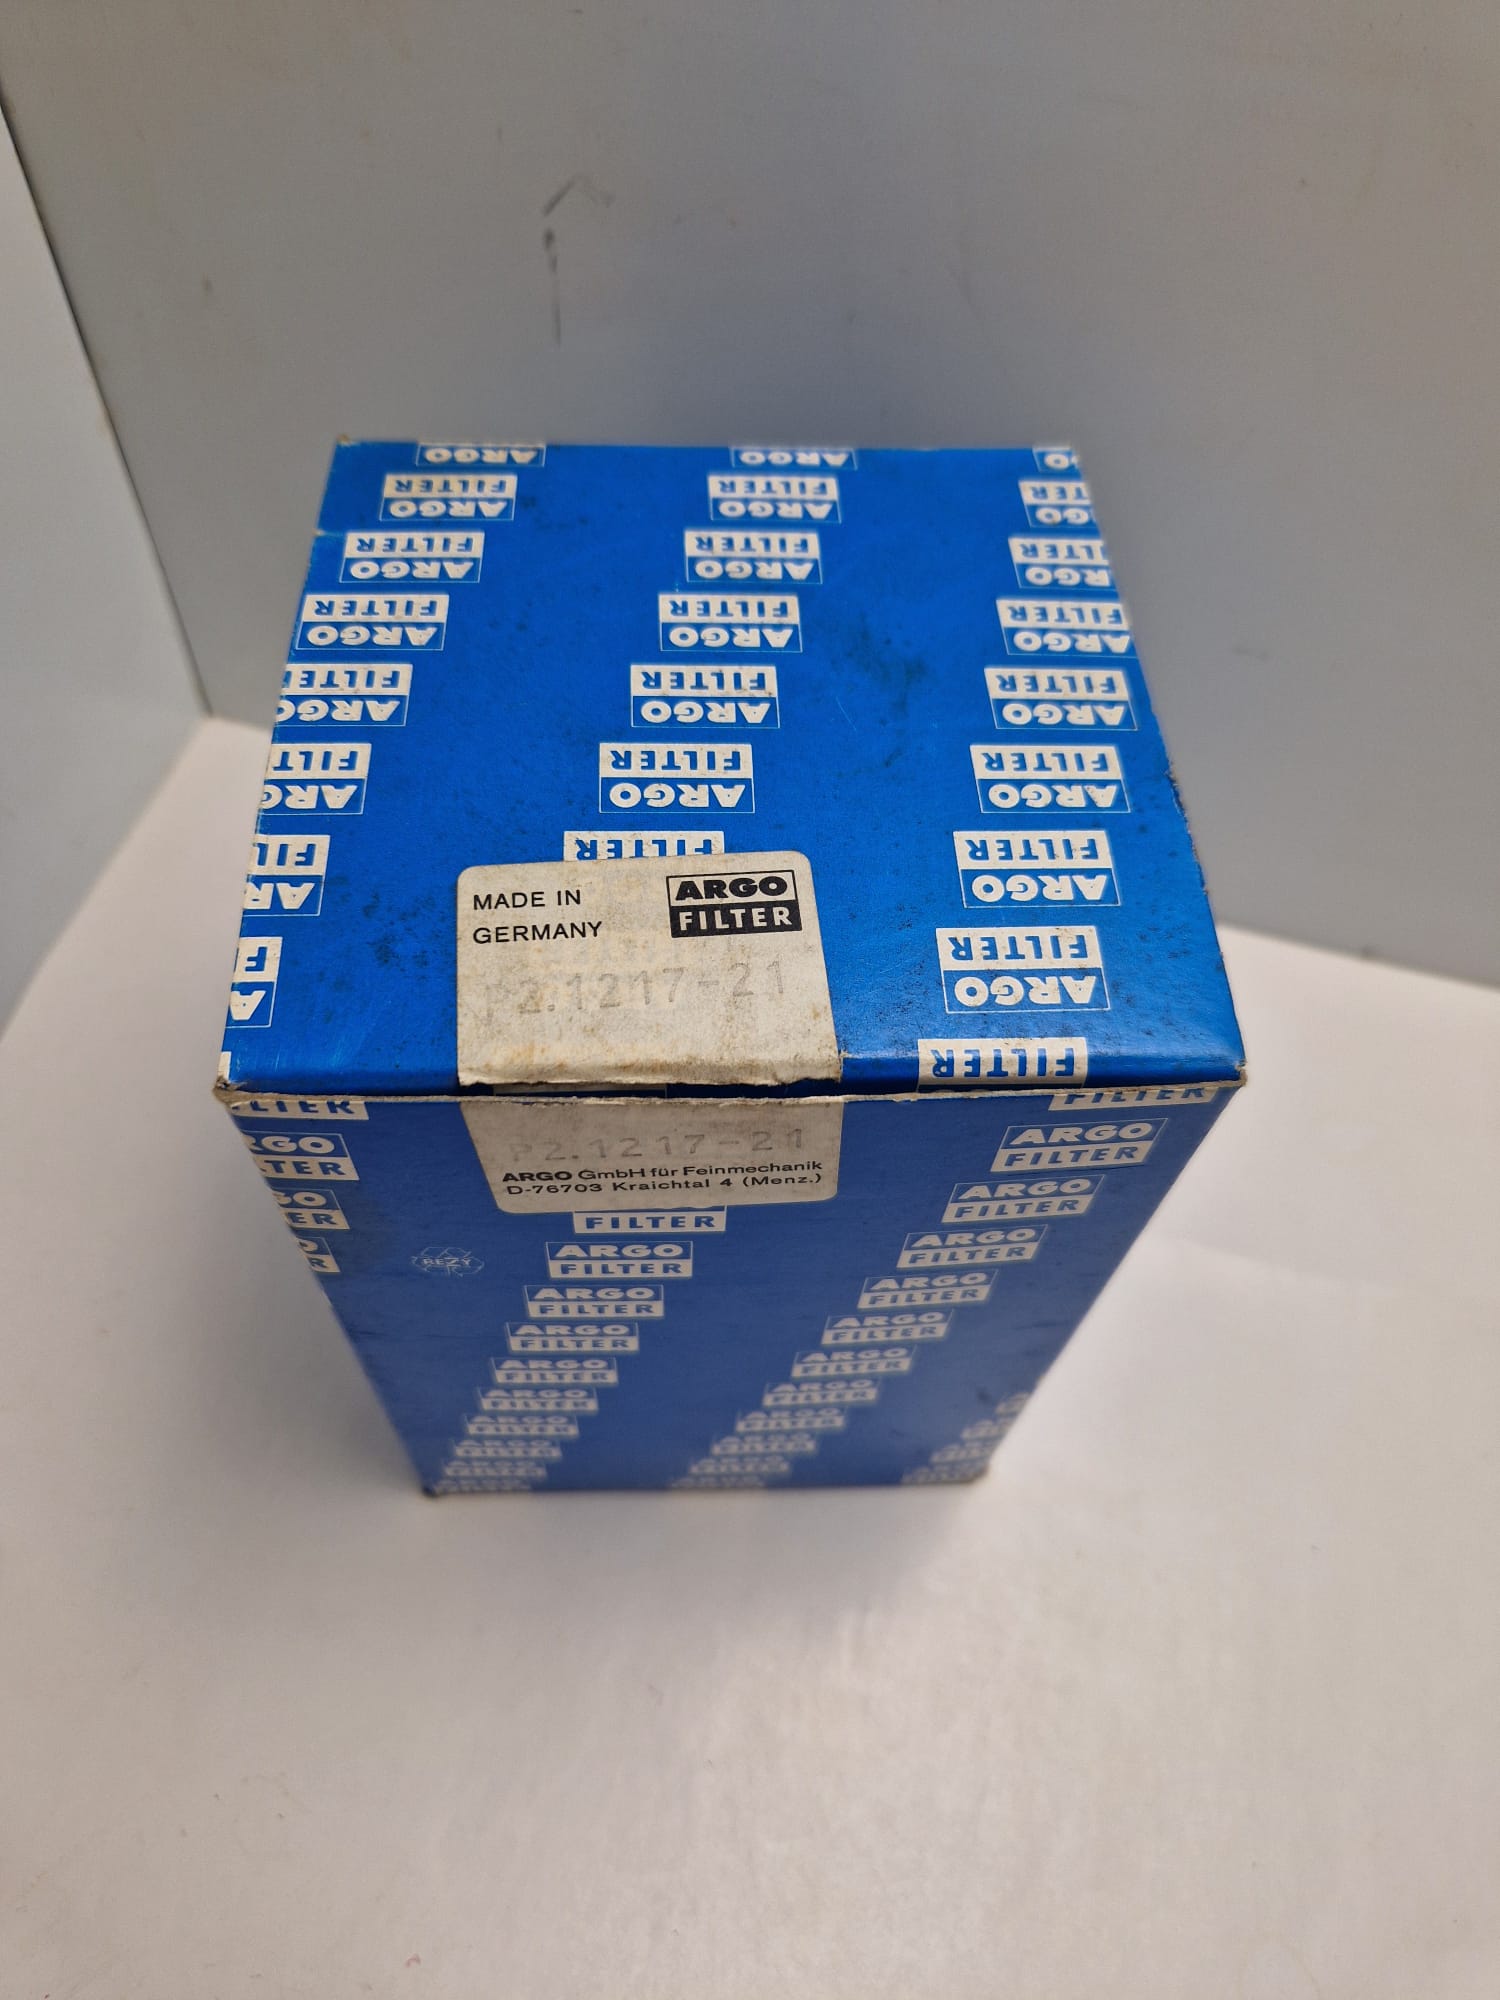 MADE IN
GERMANY
ARGO
FILTER
P2.1217-21
P2.1217-21
ARGO GmbH für Feinmechanik
D-76703 Kraichtal 4 (Menz.)
REZY
ARGO
FILTER